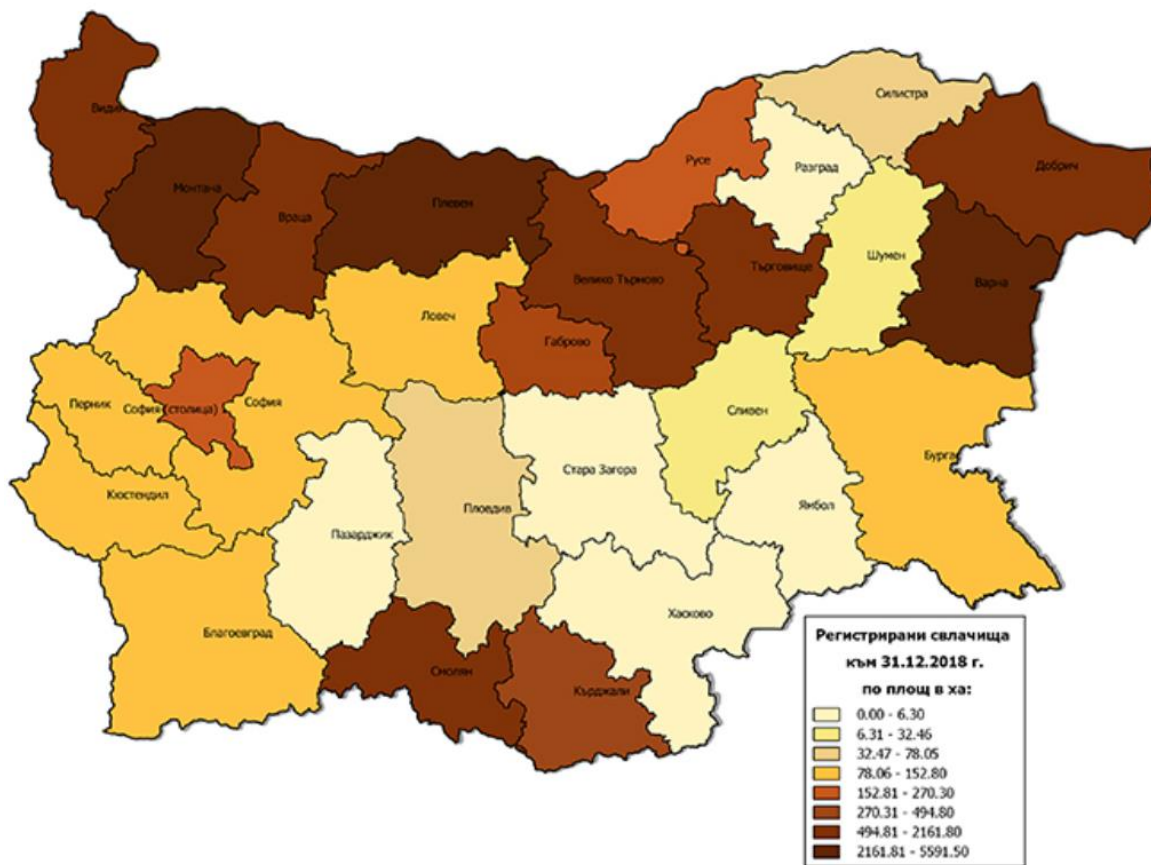 Видин
Монтана
Враца
Плевен
Русе
Силистра
Разград
Добрич
Велико Търново
Търговище
Шумен
Варна
Ловеч
Габрово
Перник
София (столица)
София
Сливен
Бургас
Кюстендил
Пазарджик
Пловдив
Стара Загора
Ямбол
Хасково
Благоевград
Смолян
Кърджали
Регистрирани свлачища
към 31.12.2018 г.
по площ в ха:
0.00 - 6.30
6.31 - 32.46
32.47 - 78.05
78.06 - 152.80
152.81 - 270.30
270.31 - 494.80
494.81 - 2161.80
2161.81 - 5591.50